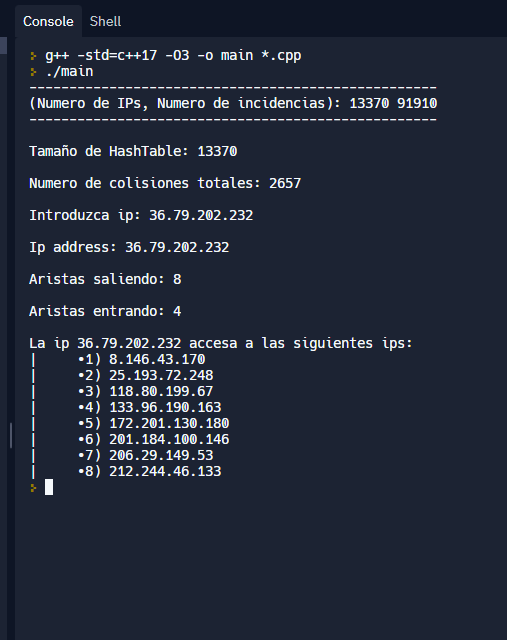 Console Shell
> g++ -std=c++17 -O3 -o main *.cpp
> ./main
---------------------------------------------------
(Numero de IPs, Numero de incidencias): 13370 91910
---------------------------------------------------
Tamaño de HashTable: 13370
Numero de colisiones totales: 2657
Introduzca ip: 36.79.202.232
Ip address: 36.79.202.232
Aristas saliendo: 8
Aristas entrando: 4
La ip 36.79.202.232 accesa a las siguientes ips:
| •1) 8.146.43.170
| •2) 25.193.72.248
| •3) 118.80.199.67
| •4) 133.96.190.163
| •5) 172.201.130.180
| •6) 201.184.100.146
| •7) 206.29.149.53
| •8) 212.244.46.133
>